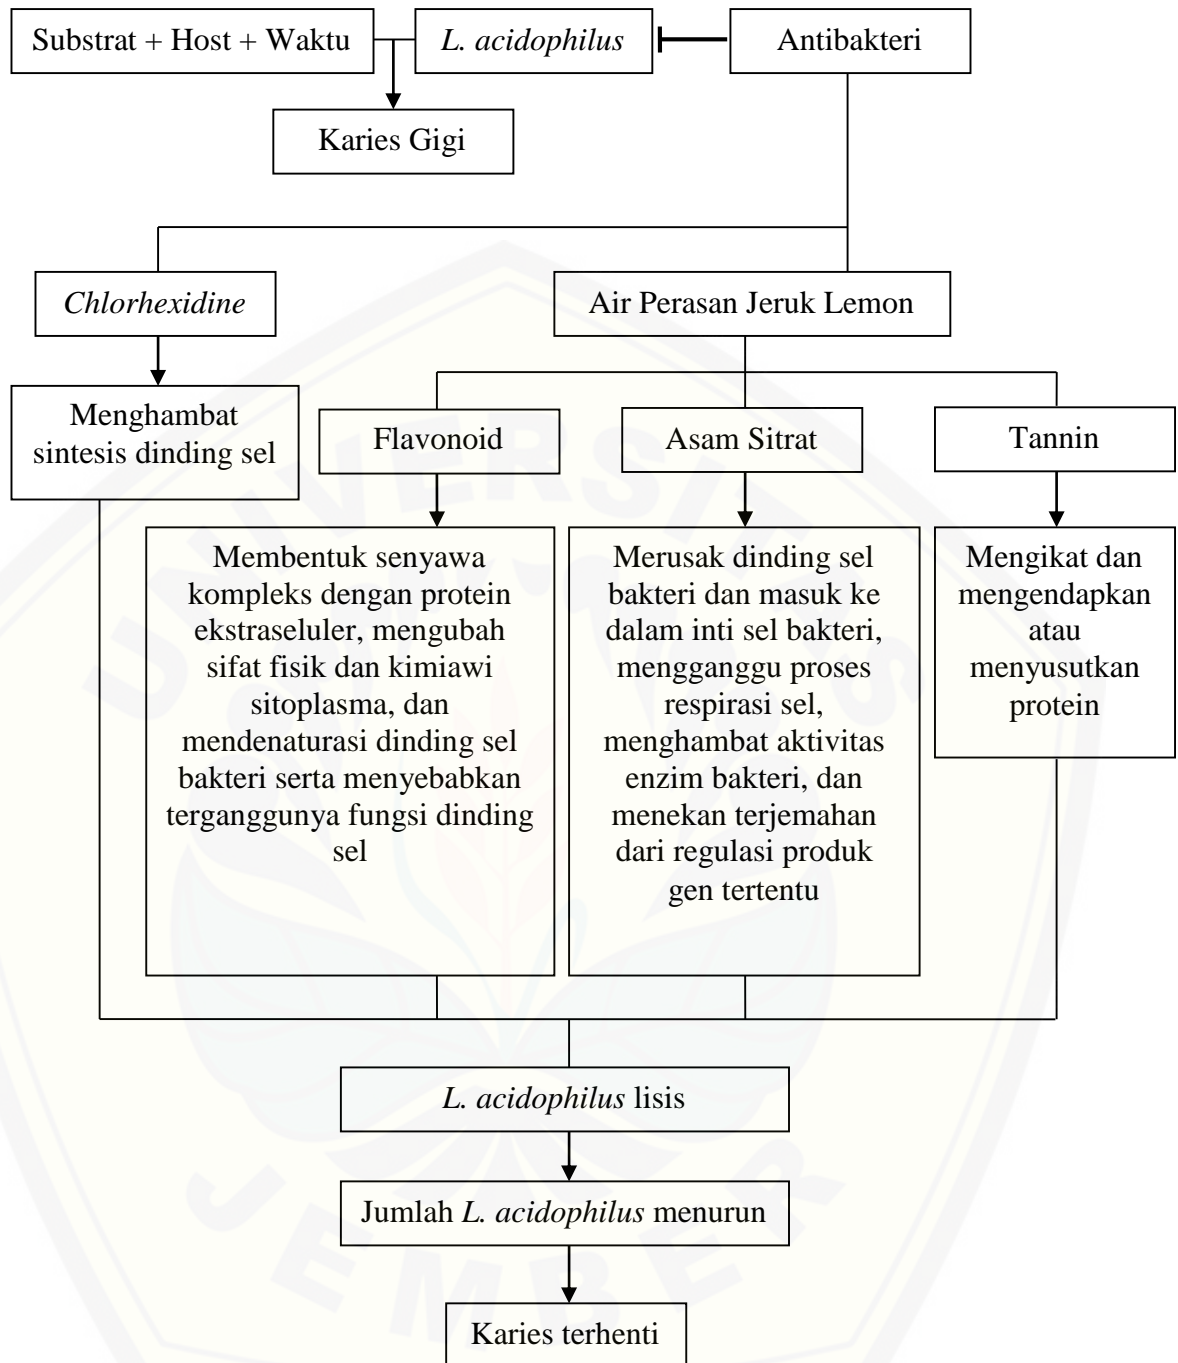 Substrat + Host + Waktu
L. acidophilus
Antibakteri
Karies Gigi
Chlorhexidine
Air Perasan Jeruk Lemon
Menghambat
sintesis dinding sel
Flavonoid
Asam Sitrat
Tannin
Membentuk senyawa
kompleks dengan protein
ekstraseluler, mengubah
sifat fisik dan kimiawi
sitoplasma, dan
mendenaturasi dinding sel
bakteri serta menyebabkan
terganggunya fungsi dinding
sel
Merusak dinding sel
bakteri dan masuk ke
dalam inti sel bakteri,
mengganggu proses
respirasi sel,
menghambat aktivitas
enzim bakteri, dan
menekan terjemahan
dari regulasi produk
gen tertentu
Mengikat dan
mengendapkan
atau
menyusutkan
protein
L. acidophilus lisis
Jumlah L. acidophilus menurun
Karies terhenti
UNIVERSITAS
JEMBER